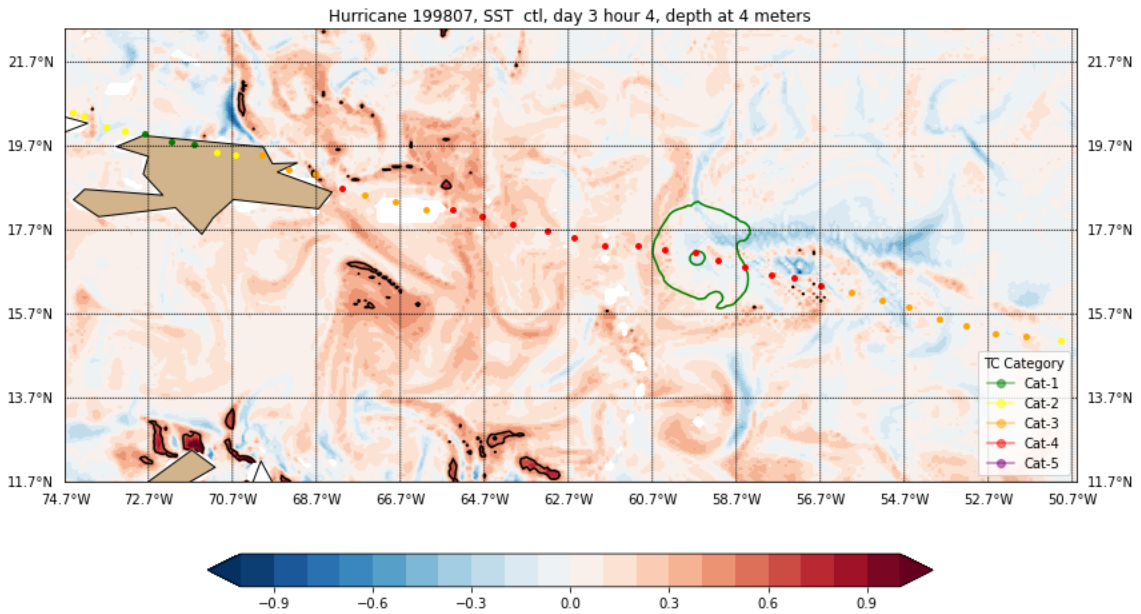 Hurricane 199807, SST ctl, day 3 hour 4, depth at 4 meters
21.7°N 21.7°N
19.7°N 19.7°N
17.7°N 17.7°N
15.7°N 15.7°N
TC Category
Cat-1
13.7°N Cat-2 13.7°N
Cat-3
Cat-4
Cat-5
11.7°N 11.7°N
74.7°W 72.7°W 70.7°W 68.7°W 66.7°W 64.7°W 62.7°W 60.7°W 58.7°W 56.7°W 54.7°W 52.7°W 50.7°W
−0.9 −0.6 −0.3 0.0 0.3 0.6 0.9